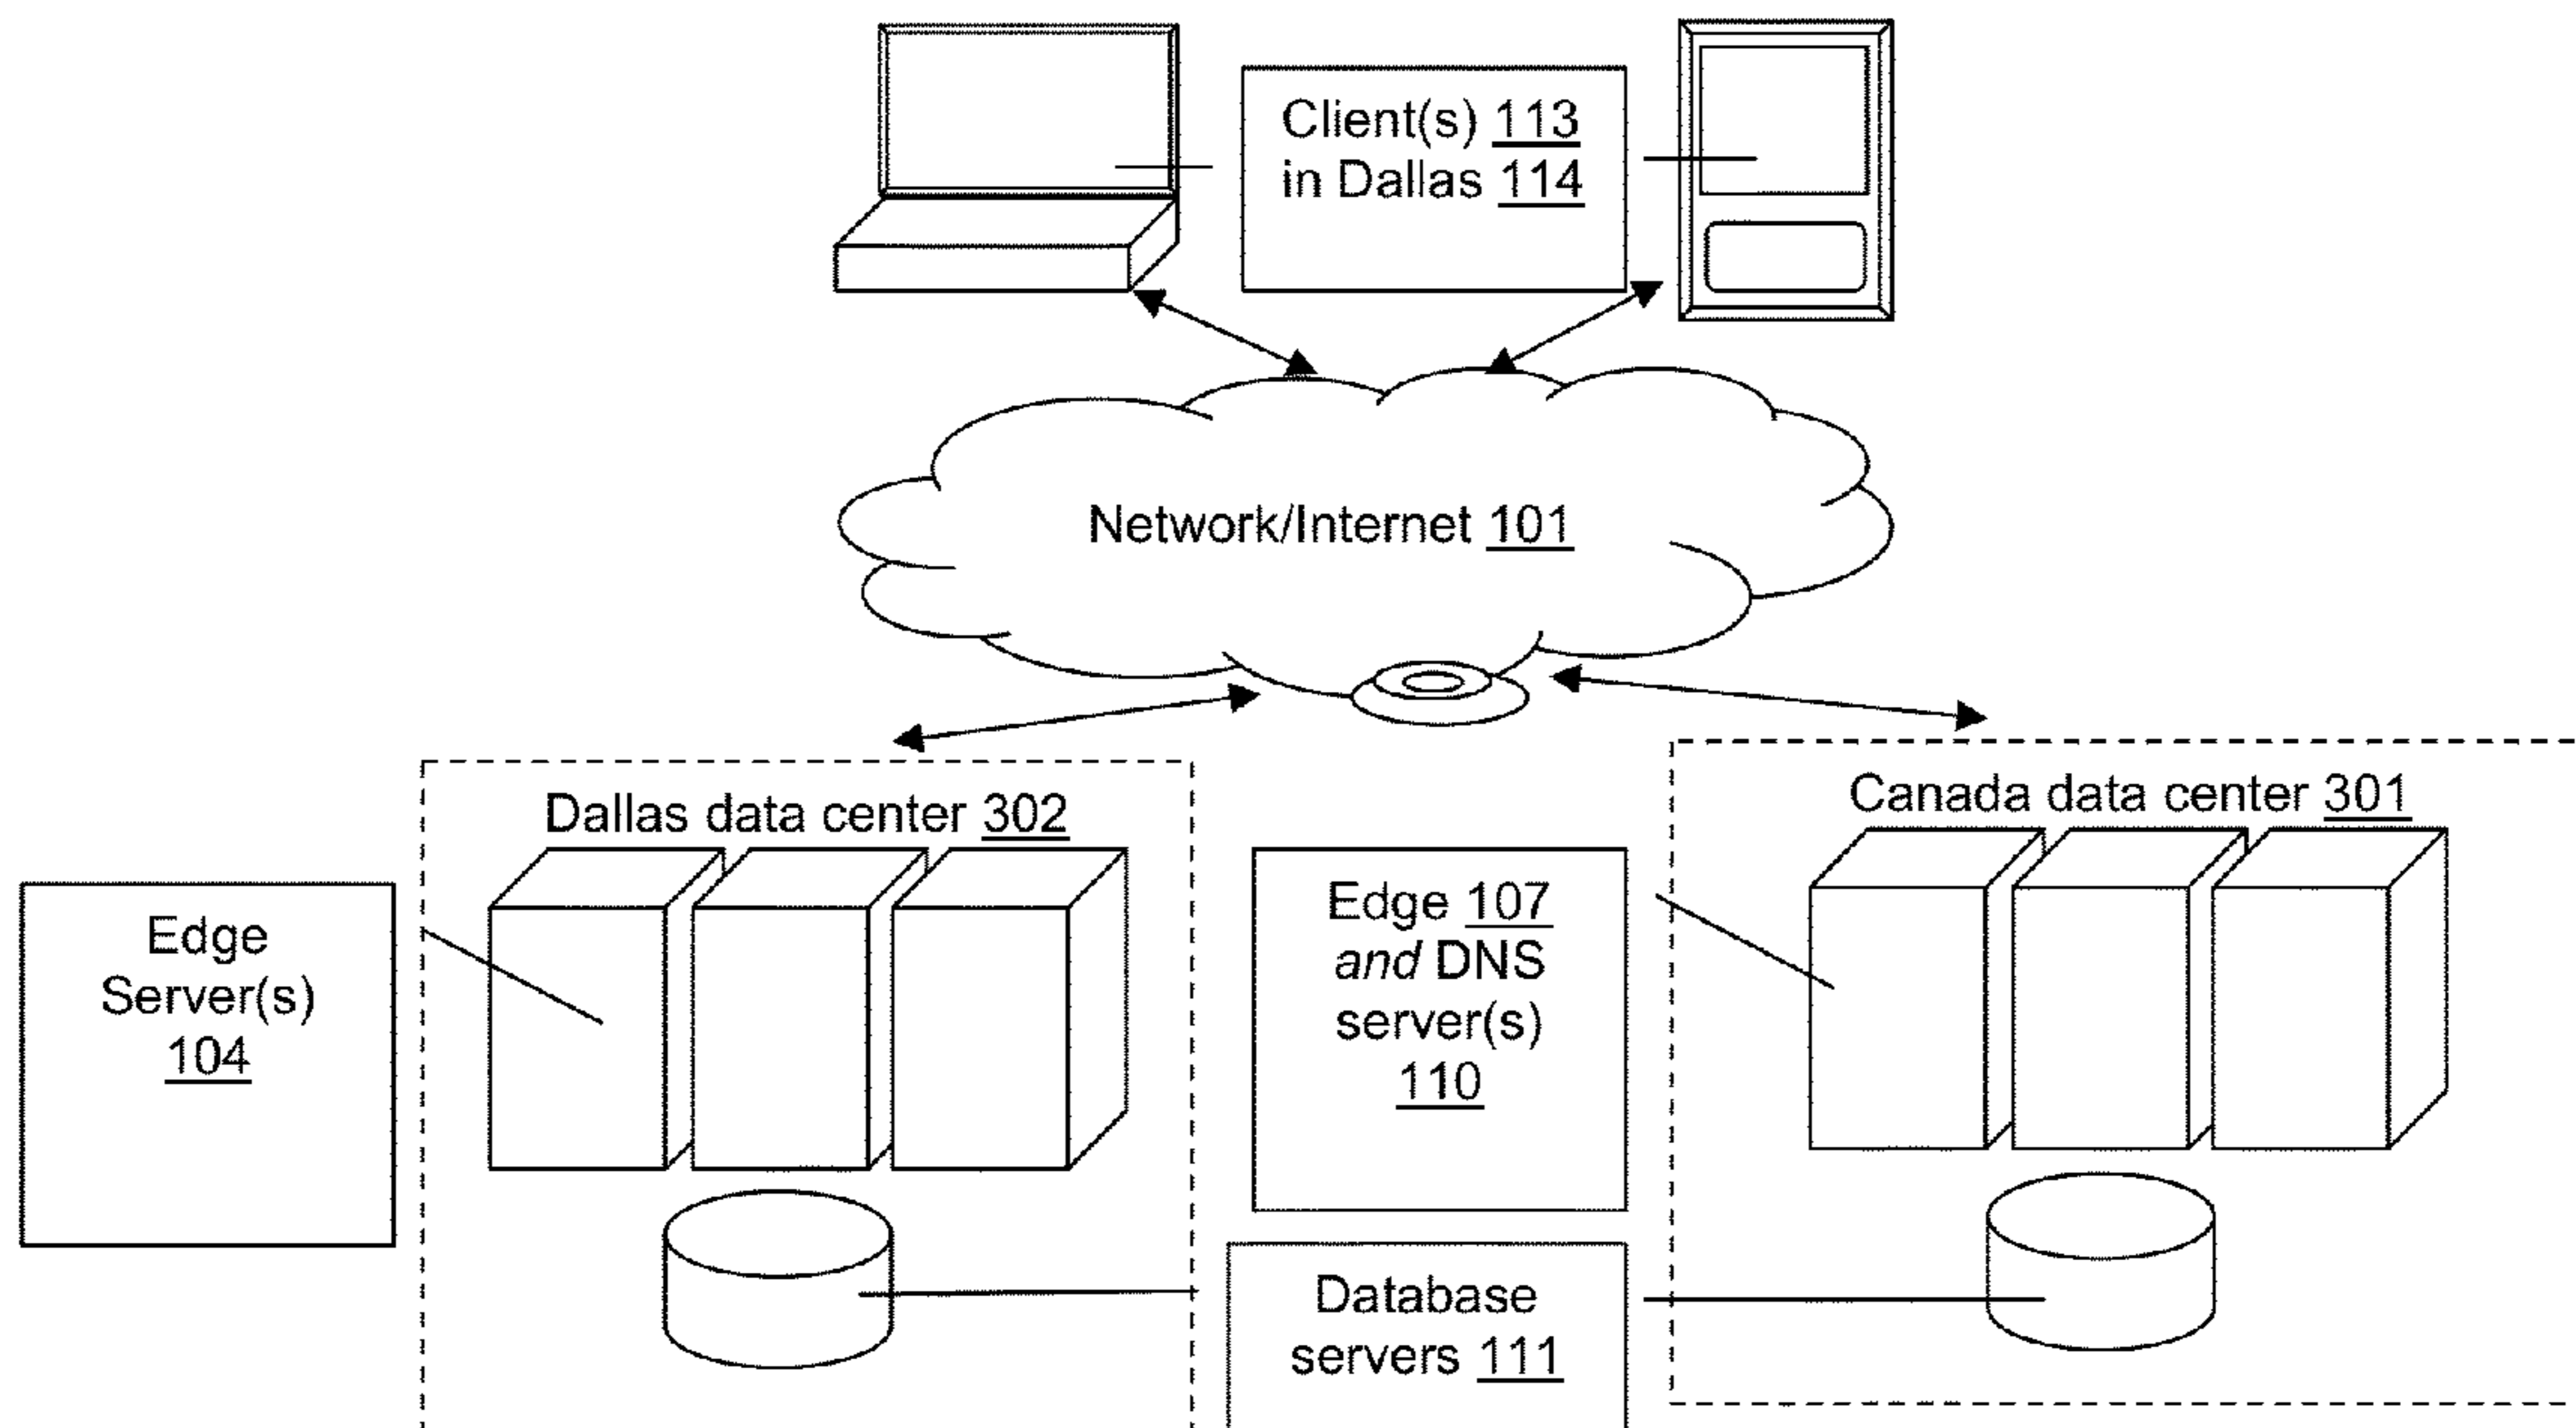 Client(s) 113
in Dallas 114
Network/Internet 101
Dallas data center 302
Canada data center 301
Edge
Server(s)
104
Edge 107
and DNS
server(s)
110
Database
servers 111